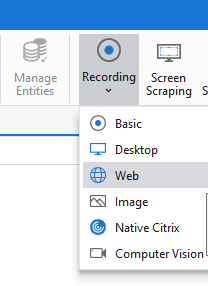 Manage
Entities
Recording
Screen
Scraping
Basic
Desktop
Web
Image
Native Citrix
Computer Vision